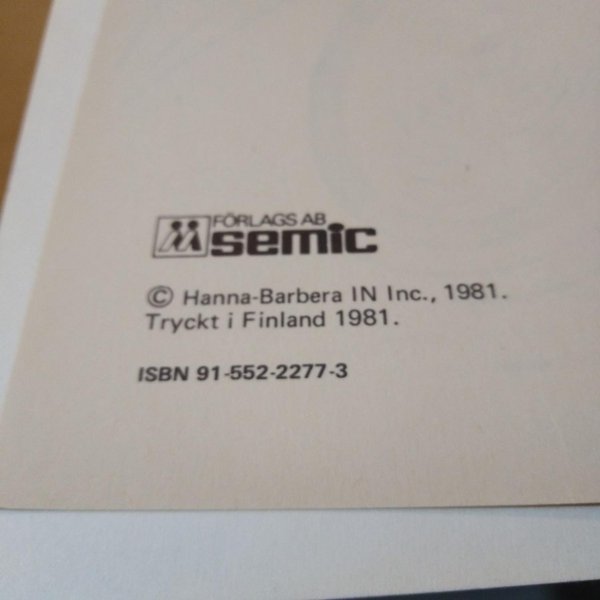 FÖRLAGS AB
semic
© Hanna-Barbera IN Inc., 1981.
Tryckt i Finland 1981.
ISBN 91-552-2277-3